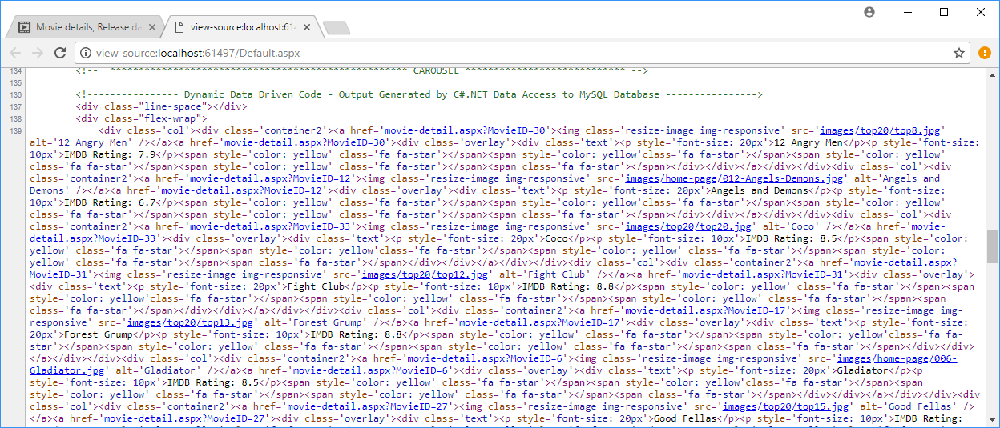 Movie details, Release da
view-source:localhost:614
view-source:localhost:61497/Default.aspx
134 <!-- **************************************************** CAROUSEL **************************** -->
135
136 <!---------------- Dynamic Data Driven Code - Output Generated by C#.NET Data Access to MySQL Database ---------------->
137 <div class="line-space"></div>
138 <div class="flex-wrap">
139 <div class='col'><div class='container2'><a href='movie-detail.aspx?MovieID=30'><img class='resize-image img-responsive' src='images/top20/top8.jpg'
alt='12 Angry Men' /></a><a href='movie-detail.aspx?MovieID=30'><div class='overlay'><div class='text'><p style='font-size: 20px'>12 Angry Men</p><p style='font-size:
10px'>IMDB Rating: 7.9</p><span style='color: yellow' class='fa fa-star'></span><span style='color: yellow'class='fa fa-star'></span><span style='color: yellow'
class='fa fa-star'></span><span style='color: yellow' class='fa fa-star'></span><span class='fa fa-star'></span></div></div></a></div></div><div class='col'><div
class='container2'><a href='movie-detail.aspx?MovieID=12'><img class='resize-image img-responsive' src='images/home-page/012-Angels-Demons.jpg' alt='Angels and
Demons' /></a><a href='movie-detail.aspx?MovieID=12'><div class='overlay'><div class='text'><p style='font-size: 20px'>Angels and Demons</p><p style='font-size:
10px'>IMDB Rating: 6.7</p><span style='color: yellow' class='fa fa-star'></span><span style='color: yellow'class='fa fa-star'></span><span style='color: yellow'
class='fa fa-star'></span><span style='color: yellow' class='fa fa-star'></span><span class='fa fa-star'></span></div></div></a></div></div><div class='col'><div
class='container2'><a href='movie-detail.aspx?MovieID=33'><img class='resize-image img-responsive' src='images/top20/top20.jpg' alt='Coco' /></a><a href='movie-
detail.aspx?MovieID=33'><div class='overlay'><div class='text'><p style='font-size: 20px'>Coco</p><p style='font-size: 10px'>IMDB Rating: 8.5</p><span style='color:
yellow' class='fa fa-star'></span><span style='color: yellow'class='fa fa-star'></span><span style='color: yellow' class='fa fa-star'></span><span style='color:
yellow' class='fa fa-star'></span><span class='fa fa-star'></span></div></div></a></div></div><div class='col'><div class='container2'><a href='movie-detail.aspx?
MovieID=31'><img class='resize-image img-responsive' src='images/top20/top12.jpg' alt='Fight Club' /></a><a href='movie-detail.aspx?MovieID=31'><div class='overlay'>
<div class='text'><p style='font-size: 20px'>Fight Club</p><p style='font-size: 10px'>IMDB Rating: 8.8</p><span style='color: yellow' class='fa fa-star'></span><span
style='color: yellow'class='fa fa-star'></span><span style='color: yellow' class='fa fa-star'></span><span style='color: yellow' class='fa fa-star'></span><span
class='fa fa-star'></span></div></div></a></div></div><div class='col'><div class='container2'><a href='movie-detail.aspx?MovieID=17'><img class='resize-image img-
responsive' src='images/top20/top13.jpg' alt='Forest Grump' /></a><a href='movie-detail.aspx?MovieID=17'><div class='overlay'><div class='text'><p style='font-size:
20px'>Forest Grump</p><p style='font-size: 10px'>IMDB Rating: 8.8</p><span style='color: yellow' class='fa fa-star'></span><span style='color: yellow'class='fa fa-
star'></span><span style='color: yellow' class='fa fa-star'></span><span style='color: yellow' class='fa fa-star'></span><span class='fa fa-star'></span></div></div>
</a></div></div><div class='col'><div class='container2'><a href='movie-detail.aspx?MovieID=6'><img class='resize-image img-responsive' src='images/home-page/006-
Gladiator.jpg' alt='Gladiator' /></a><a href='movie-detail.aspx?MovieID=6'><div class='overlay'><div class='text'><p style='font-size: 20px'>Gladiator</p><p
style='font-size: 10px'>IMDB Rating: 8.5</p><span style='color: yellow' class='fa fa-star'></span><span style='color: yellow'class='fa fa-star'></span><span
style='color: yellow' class='fa fa-star'></span><span style='color: yellow' class='fa fa-star'></span><span class='fa fa-star'></span></div></div></a></div></div><div
class='col'><div class='container2'><a href='movie-detail.aspx?MovieID=27'><img class='resize-image img-responsive' src='images/top20/top15.jpg' alt='Good Fellas' />
</a><a href='movie-detail.aspx?MovieID=27'><div class='overlay'><div class='text'><p style='font-size: 20px'>Good Fellas</p><p style='font-size: 10px'>IMDB Rating: